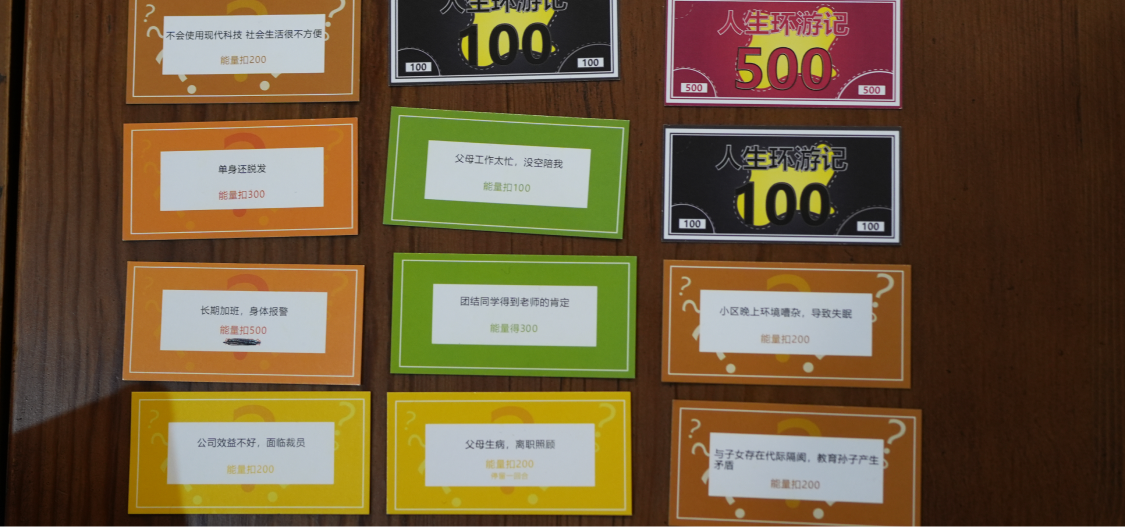 不会使用现代科技 社会生活很不方便
能量扣200
人生环游记
100
100
100
人生环游记
500
500
500
单身还脱发
能量扣300
父母工作太忙，没空陪我
能量扣100
人生环游记
100
100
100
长期加班，身体报警
能量扣500
团结同学得到老师的肯定
能量得300
小区晚上环境嘈杂，导致失眠
能量扣200
公司效益不好，面临裁员
能量扣200
父母生病，离职照顾
能量扣200
停留一回合
与子女存在代际隔阂，教育孙子产生
矛盾
能量扣200